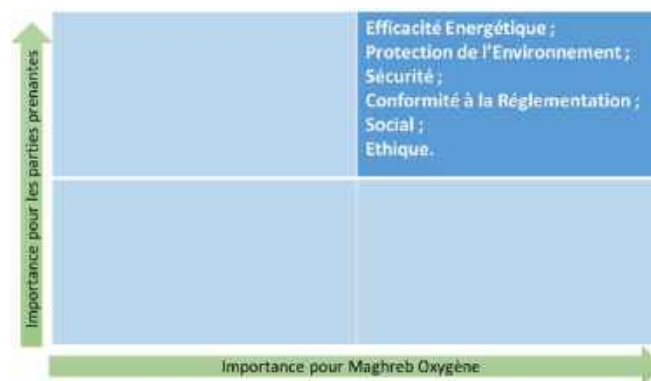 Importance pour les parties prenantes
Efficacité Energétique ;
Protection de l'Environnement ;
Sécurité ;
Conformité à la Réglementation ;
Social ;
Ethique.
Importance pour Maghreb Oxygène